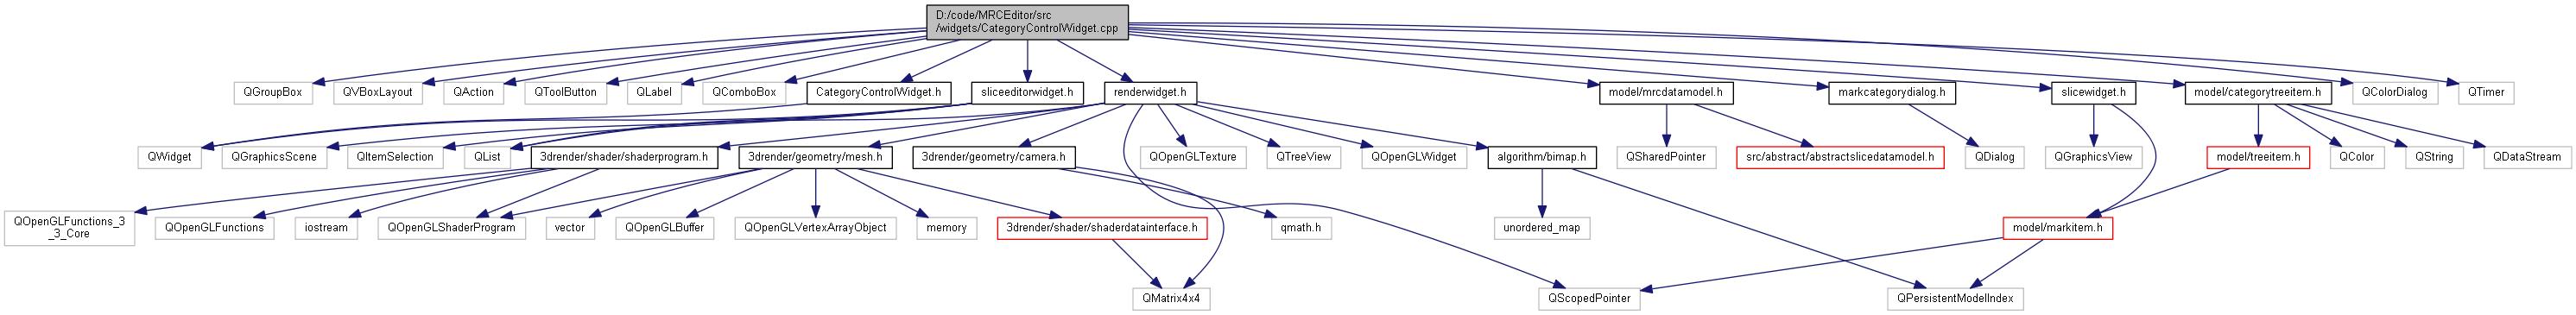 D:/code/MRCEditor/src
/widgets/CategoryControlWidget.cpp
QGroupBox
QVBoxLayout
QAction
QToolButton
QLabel
QComboBox
CategoryControlWidget.h
sliceeditorwidget.h
renderwidget.h
model/mrcdatamodel.h
markcategorydialog.h
slicewidget.h
model/categorytreeitem.h
QColorDialog
QTimer
QWidget
QGraphicsScene
QItemSelection
QList
3drender/shader/shaderprogram.h
3drender/geometry/mesh.h
3drender/geometry/camera.h
QOpenGLTexture
QTreeView
QOpenGLWidget
algorithm/bimap.h
QSharedPointer
src/abstract/abstractslicedatamodel.h
QDialog
QGraphicsView
model/treeitem.h
QColor
QString
QDataStream
QOpenGLFunctions_3
_3_Core
QOpenGLFunctions
iostream
QOpenGLShaderProgram
vector
QOpenGLBuffer
QOpenGLVertexArrayObject
memory
3drender/shader/shaderdatainterface.h
qmath.h
unordered_map
model/markitem.h
QMatrix4x4
QScopedPointer
QPersistentModelIndex